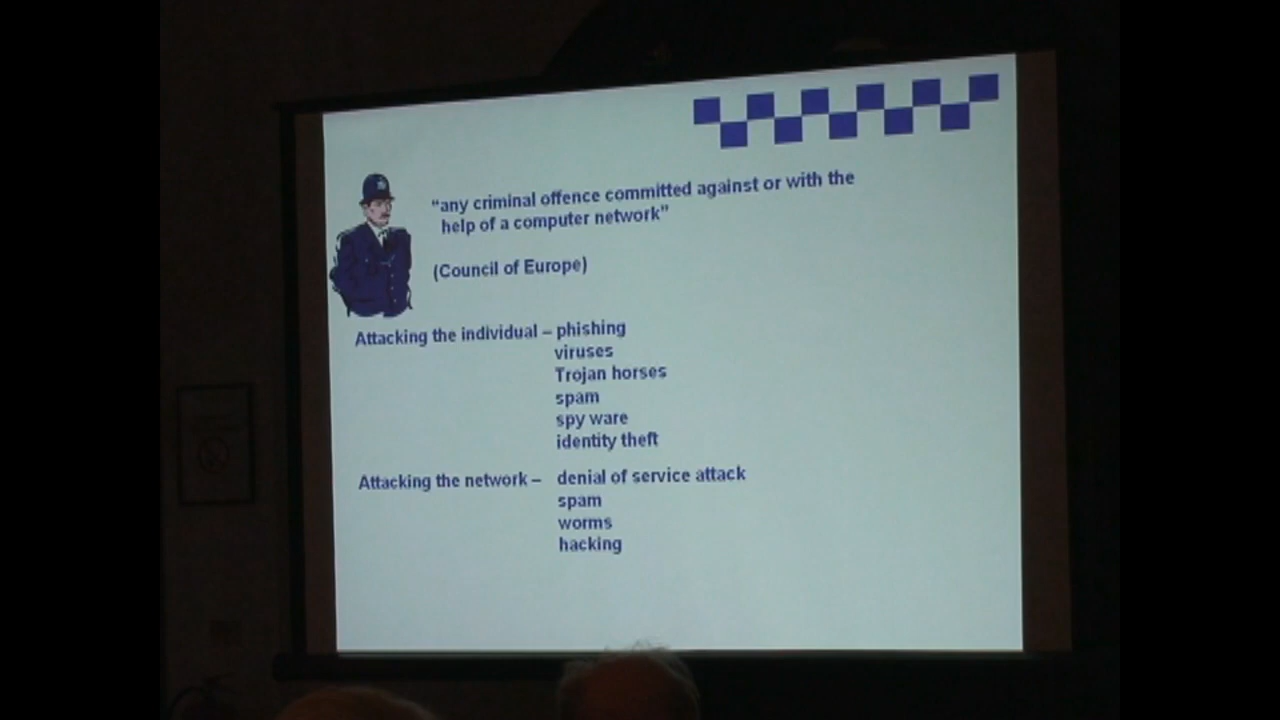 “any criminal offence committed against or with the
help of a computer network”
(Council of Europe)
Attacking the individual – phishing
viruses
Trojan horses
spam
spy ware
identity theft
Attacking the network – denial of service attack
spam
worms
hacking